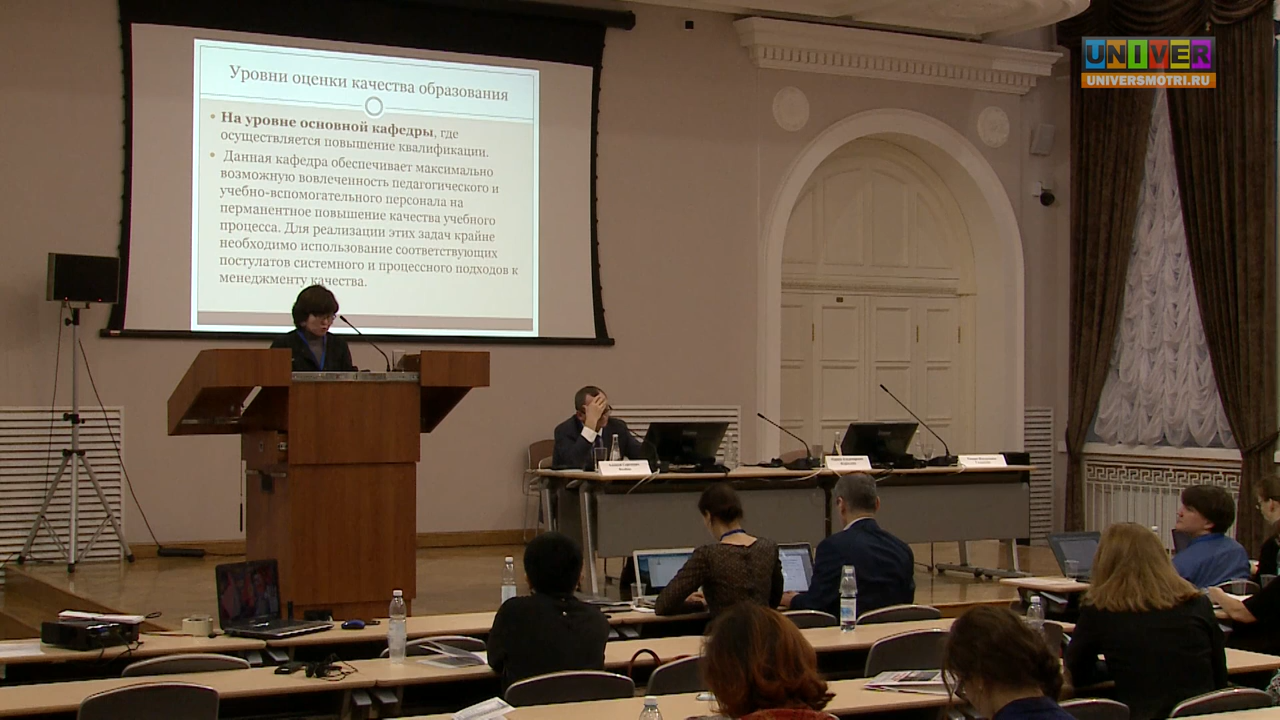 UNIVER
UNIVERSMOTRI.RU
Уровни оценки качества образования
• На уровне основной кафедры, где
осуществляется повышение квалификации.
• Данная кафедра обеспечивает максимально
возможную вовлеченность педагогического и
учебно-вспомогательного персонала на
перманентное повышение качества учебного
процесса. Для реализации этих задач крайне
необходимо использование соответствующих
постулатов системного и процессного подходов к
менеджменту качества.